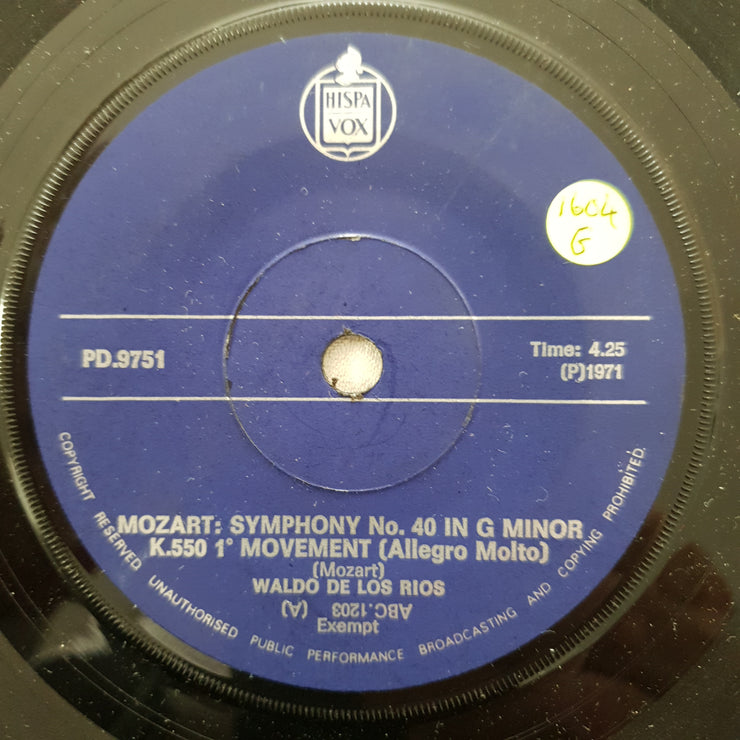 HISPA
VOX
1604
G
PD.9751
Time: 4.25
(P)1971
MOZART: SYMPHONY No. 40 IN G MINOR
K.550 1° MOVEMENT (Allegro Molto)
(Mozart)
WALDO DE LOS RIOS
ABC.1203 (A)
Exempt
COPYRIGHT RESERVED UNAUTHORISED PUBLIC PERFORMANCE BROADCASTING AND COPYING PROHIBITED.